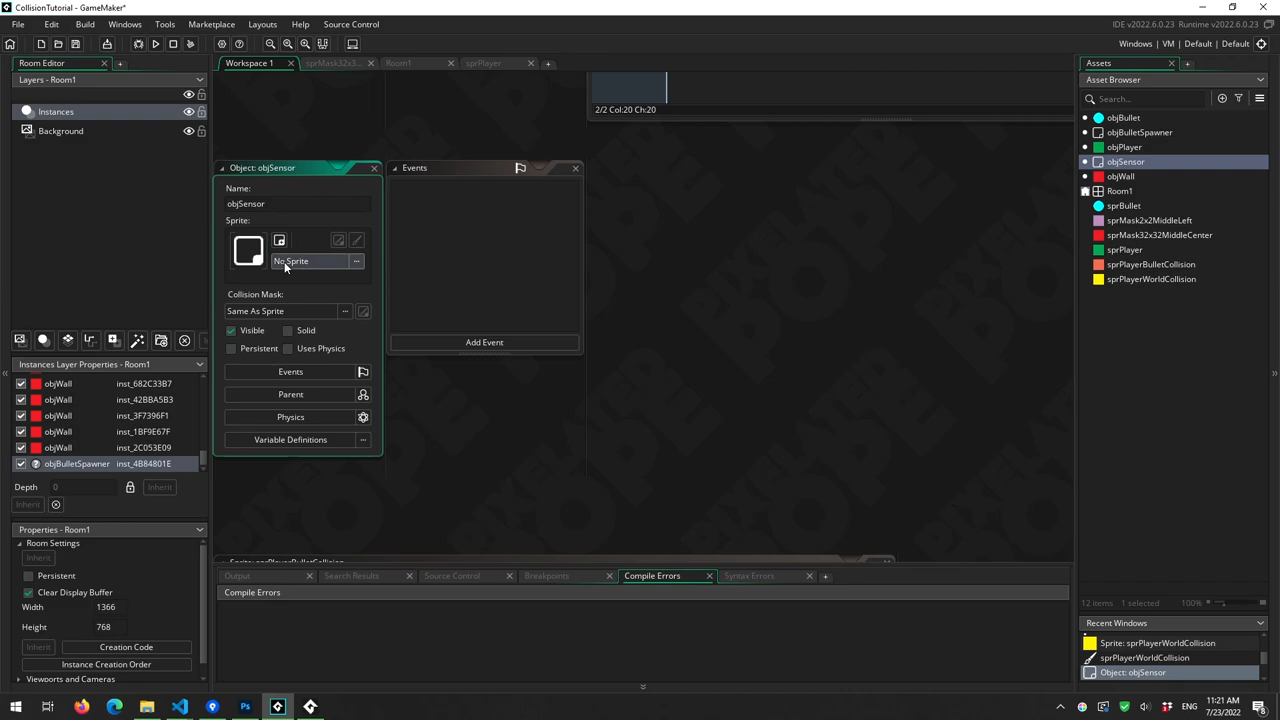 CollisionTutorial - GameMaker*
File Edit Build Windows Tools Marketplace Layouts Help Source Control
IDE v2022.6.0.23 Runtime v2022.6.0.23
Windows | VM | Default | Default
Room Editor
Workspace 1
sprMask32x3...
Room1
sprPlayer
Assets
Layers - Room1
Asset Browser
Search...
Instances
Background
2/2 Col:20 Ch:20
objBullet
objBulletSpawner
objPlayer
objSensor
objWall
Room1
sprBullet
sprMask2x2MiddleLeft
sprMask32x32MiddleCenter
sprPlayer
sprPlayerBulletCollision
sprPlayerWorldCollision
Object: objSensor
Events
Name:
objSensor
Sprite:
No Sprite
Collision Mask:
Same As Sprite
Visible Solid
Persistent Uses Physics
Events
Parent
Physics
Variable Definitions
Add Event
Instances Layer Properties - Room1
objWall inst_682C33B7
objWall inst_42BBA5B3
objWall inst_3F7396F1
objWall inst_1BF9E67F
objWall inst_2C053E09
objBulletSpawner inst_4B84801E
Depth 0 Inherit
Inherit
Properties - Room1
Room Settings
Inherit
Persistent
Clear Display Buffer
Width 1366
Height 768
Inherit Creation Code
Instance Creation Order
Viewports and Cameras
Sprite: sprPlayerBulletCollision
Output Search Results Source Control Breakpoints Compile Errors Syntax Errors
Compile Errors
12 items 1 selected 100%
Recent Windows
Sprite: sprPlayerWorldCollision
sprPlayerWorldCollision
Object: objSensor
ENG
11:21 AM
7/23/2022
8